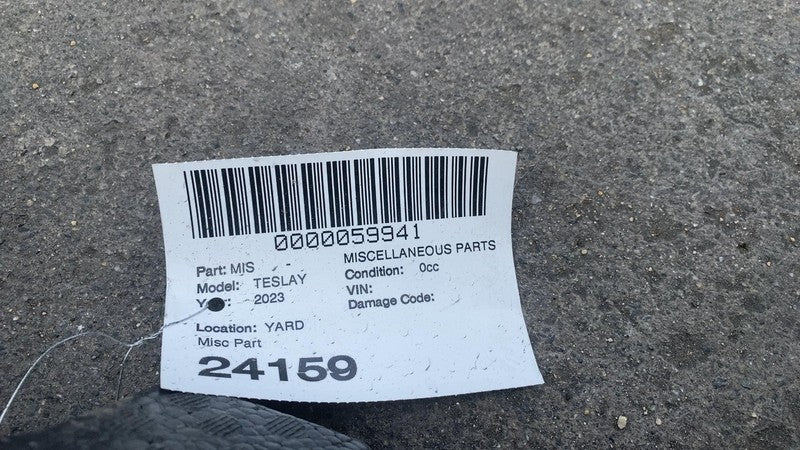 0000059941
MISCELLANEOUS PARTS
Part: MIS -
Condition: 0cc
Model: TESLAY
VIN:
2023
Damage Code:
Location: YARD
Misc Part
24159